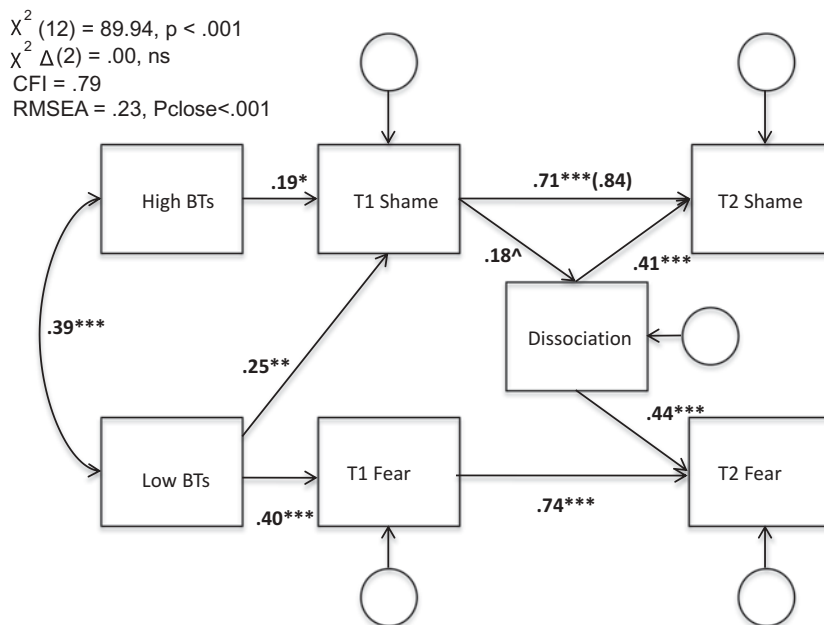 χ² (12) = 89.94, p < .001
χ² Δ(2) = .00, ns
CFI = .79
RMSEA = .23, Pclose<.001
High BTs
.19*
T1 Shame
.71***(.84)
T2 Shame
.18^
.41***
.39***
Dissociation
.25**
.44***
Low BTs
T1 Fear
T2 Fear
.40***
.74***